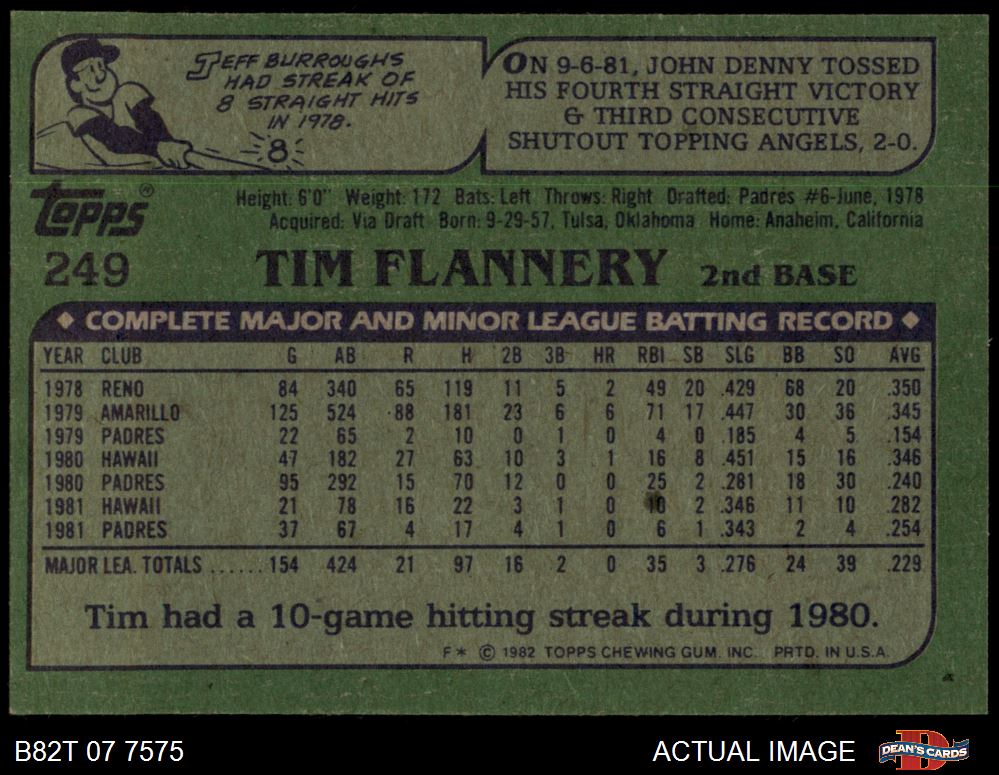 JEFF BURROUGHS
HAD STREAK OF
8 STRAIGHT HITS
IN 1978.
8
ON 9-6-81, JOHN DENNY TOSSED
HIS FOURTH STRAIGHT VICTORY
& THIRD CONSECUTIVE
SHUTOUT TOPPING ANGELS, 2-0.
TOPPS®
Height: 6'0" Weight: 172 Bats: Left Throws: Right Drafted: Padres #6-June, 1978
Acquired: Via Draft Born: 9-29-57, Tulsa, Oklahoma Home: Anaheim, California
249 TIM FLANNERY 2nd BASE
◆ COMPLETE MAJOR AND MINOR LEAGUE BATTING RECORD ◆
YEAR CLUB G AB R H 2B 3B HR RBI SB SLG BB SO AVG
1978 RENO 84 340 65 119 11 5 2 49 20 .429 68 20 .350
1979 AMARILLO 125 524 88 181 23 6 6 71 17 .447 30 36 .345
1979 PADRES 22 65 2 10 0 1 0 4 0 .185 4 5 .154
1980 HAWAII 47 182 27 63 10 3 1 16 8 .451 15 16 .346
1980 PADRES 95 292 15 70 12 0 0 25 2 .281 18 30 .240
1981 HAWAII 21 78 16 22 3 1 0 10 2 .346 11 10 .282
1981 PADRES 37 67 4 17 4 1 0 6 1 .343 2 4 .254
MAJOR LEA. TOTALS ...... 154 424 21 97 16 2 0 35 3 .276 24 39 .229
Tim had a 10-game hitting streak during 1980.
F* © 1982 TOPPS CHEWING GUM. INC. PRTD. IN U.S.A.
B82T 07 7575 ACTUAL IMAGE
DEAN'S CARDS